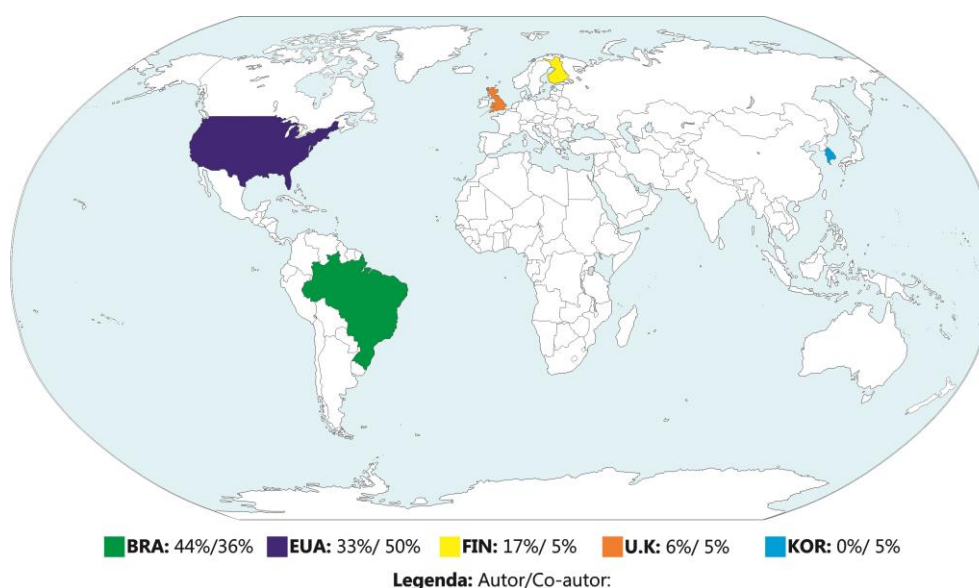 BRA: 44%/36% EUA: 33%/ 50% FIN: 17%/ 5% U.K: 6%/ 5% KOR: 0%/ 5%
Legenda: Autor/Co-autor: